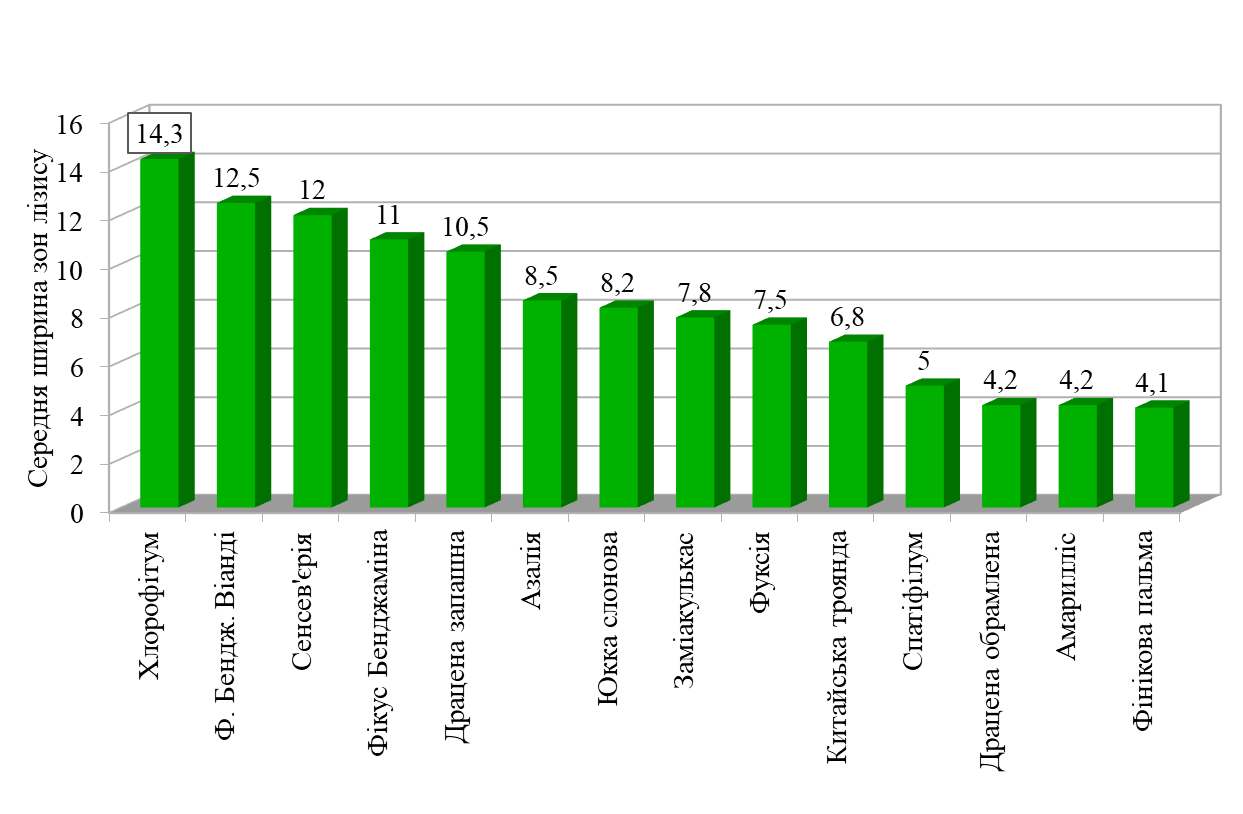 Середня ширина зон лізису
16
14
12
10
8
6
4
2
0
14,3
12,5
12
11
10,5
8,5
8,2
7,8
7,5
6,8
5
4,2
4,2
4,1
Хлорофітум
Ф. Бендж. Віанді
Сенсев'єрія
Фікус Бенджаміна
Драцена запашна
Азалія
Юкка слонова
Заміакулькас
Фуксія
Китайська троянда
Спатіфілум
Драцена обрамлена
Амарилліс
Фінікова пальма